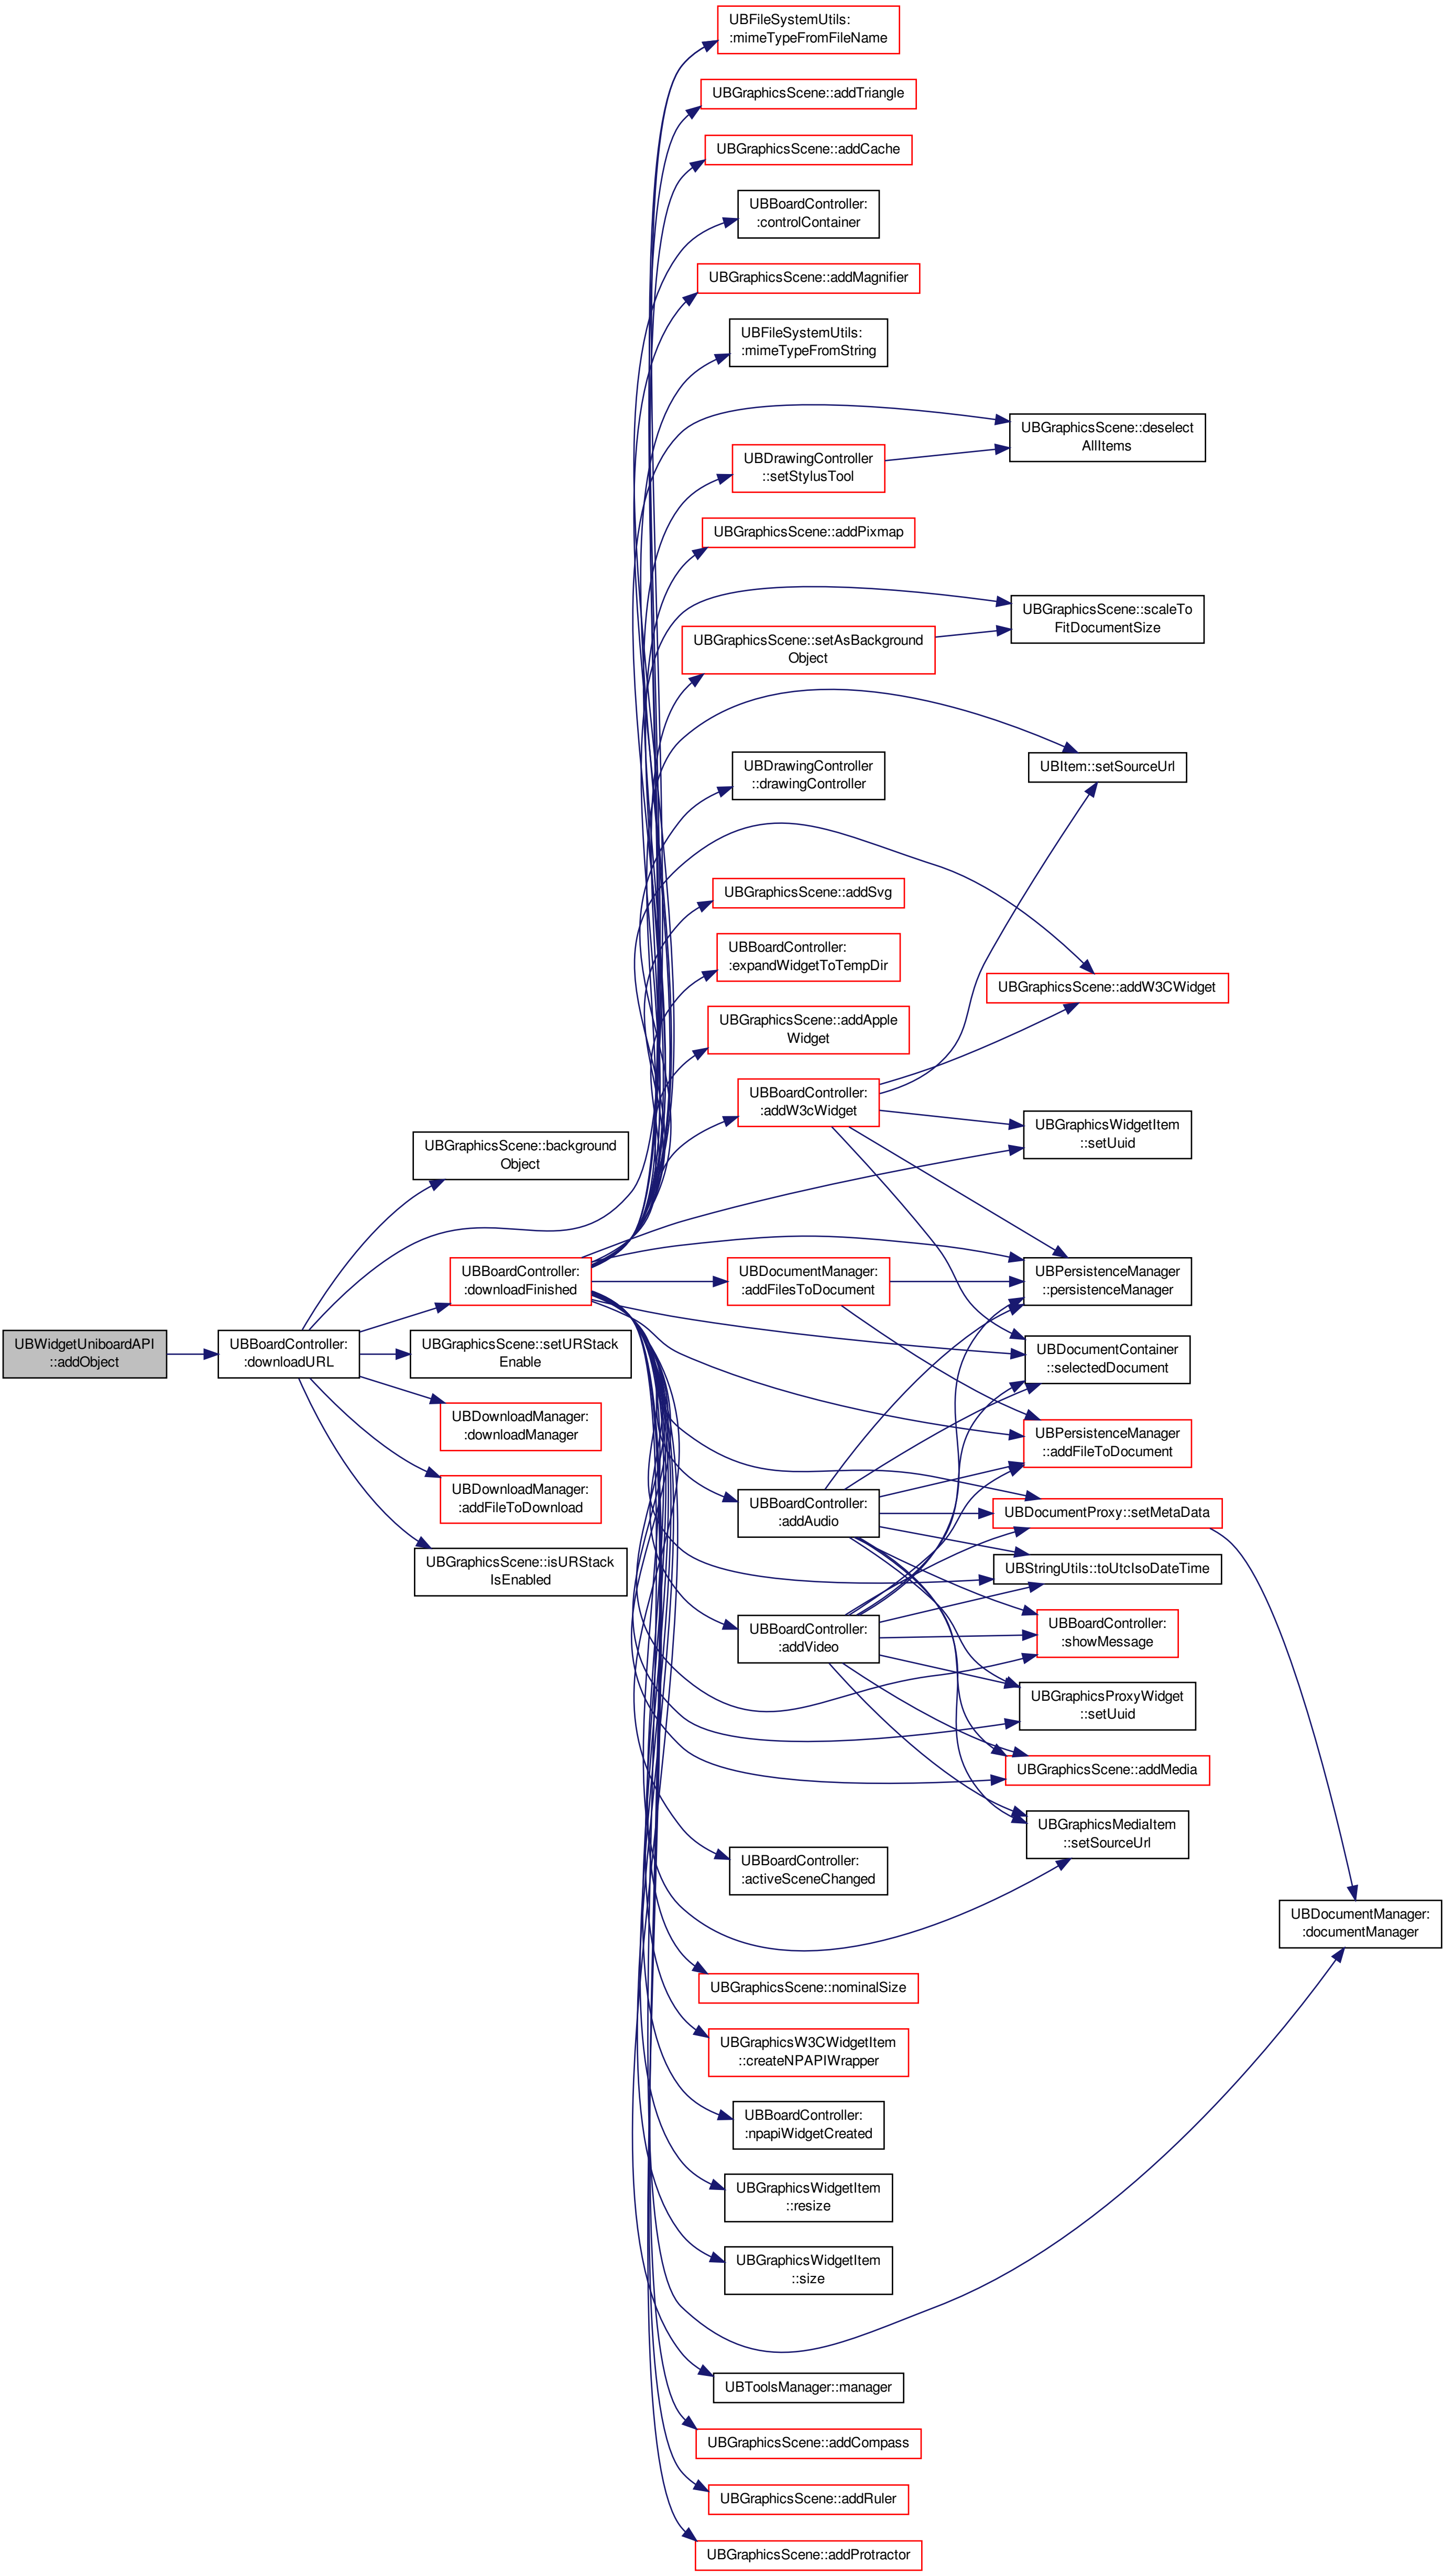 UBWidgetUniboardAPI
::addObject
UBBoardController:
:downloadURL
UBGraphicsScene::background
Object
UBBoardController:
:downloadFinished
UBGraphicsScene::setURStack
Enable
UBDownloadManager:
:downloadManager
UBDownloadManager:
:addFileToDownload
UBGraphicsScene::isURStack
IsEnabled
UBFileSystemUtils:
:mimeTypeFromFileName
UBGraphicsScene::addTriangle
UBGraphicsScene::addCache
UBBoardController:
:controlContainer
UBGraphicsScene::addMagnifier
UBFileSystemUtils:
:mimeTypeFromString
UBDrawingController
::setStylusTool
UBGraphicsScene::addPixmap
UBGraphicsScene::setAsBackground
Object
UBDrawingController
::drawingController
UBGraphicsScene::addSvg
UBBoardController:
:expandWidgetToTempDir
UBGraphicsScene::addApple
Widget
UBBoardController:
:addW3cWidget
UBDocumentManager:
:addFilesToDocument
UBBoardController:
:addAudio
UBBoardController:
:addVideo
UBBoardController:
:activeSceneChanged
UBGraphicsScene::nominalSize
UBGraphicsW3CWidgetItem
::createNPAPIWrapper
UBBoardController:
:npapiWidgetCreated
UBGraphicsWidgetItem
::resize
UBGraphicsWidgetItem
::size
UBToolsManager::manager
UBGraphicsScene::addCompass
UBGraphicsScene::addRuler
UBGraphicsScene::addProtractor
UBGraphicsScene::deselect
AllItems
UBGraphicsScene::scaleTo
FitDocumentSize
UBItem::setSourceUrl
UBGraphicsScene::addW3CWidget
UBGraphicsWidgetItem
::setUuid
UBPersistenceManager
::persistenceManager
UBDocumentContainer
::selectedDocument
UBPersistenceManager
::addFileToDocument
UBDocumentProxy::setMetaData
UBStringUtils::toUtcIsoDateTime
UBBoardController:
:showMessage
UBGraphicsProxyWidget
::setUuid
UBGraphicsScene::addMedia
UBGraphicsMediaItem
::setSourceUrl
UBDocumentManager:
:documentManager